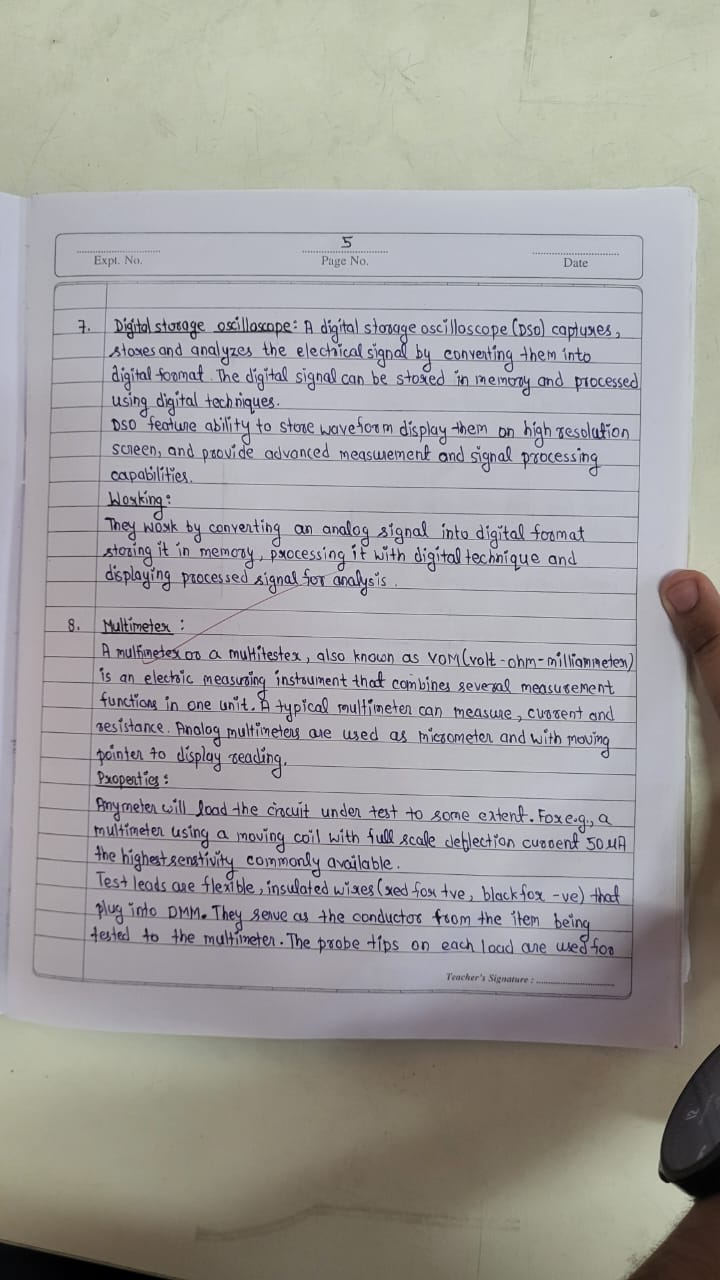 5
Expt. No.
Page No.
Date
7. Digital storage oscilloscope: A digital storage oscilloscope (DSO) captures,
stores and analyzes the electrical signal by converting them into
digital format. The digital signal can be stored in memory and processed
using digital techniques.
DSO feature ability to store waveform display them on high resolution
screen, and provide advanced measurement and signal processing
capabilities.
Working:
They work by converting an analog signal into digital format
storing it in memory, processing it with digital technique and
displaying processed signal for analysis.
8. Multimeter :
A multimeter or a multitester, also known as VOM (volt-ohm-milliammeter)
is an electric measuring instrument that combines several measurement
functions in one unit. A typical multimeter can measure, current and
resistance. Analog multimeters are used as micrometer and with moving
pointer to display reading.
Properties:
Any meter will load the circuit under test to some extent. For e.g., a
multimeter using a moving coil with full scale deflection current 50 μA
the highest senstivity commonly available.
Test leads are flexible, insulated wires (red for +ve, black for -ve) that
plug into DMM. They serve as the conductor from the item being
tested to the multimeter. The probe tips on each lead are used for
Teacher's Signature :